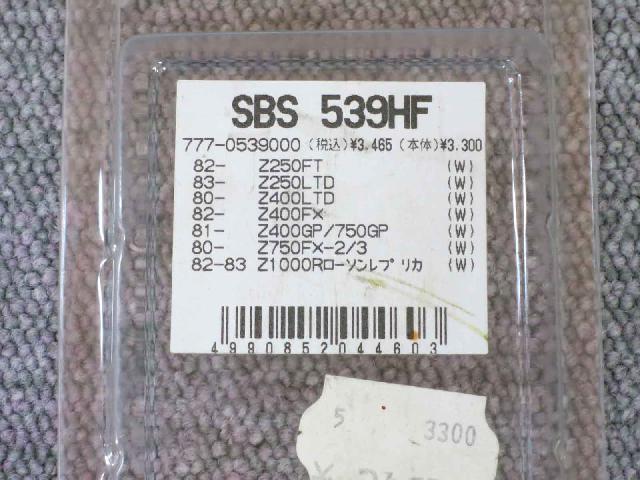 SBS 539HF
777-0539000 (税込)¥3.465 (本体)¥3.300
82- Z250FT (W)
83- Z250LTD (W)
80- Z400LTD (W)
82- Z400FX (W)
81- Z400GP/750GP (W)
80- Z750FX-2/3 (W)
82-83 Z1000Rローソンレプリカ (W)
4990852044603
5 3300